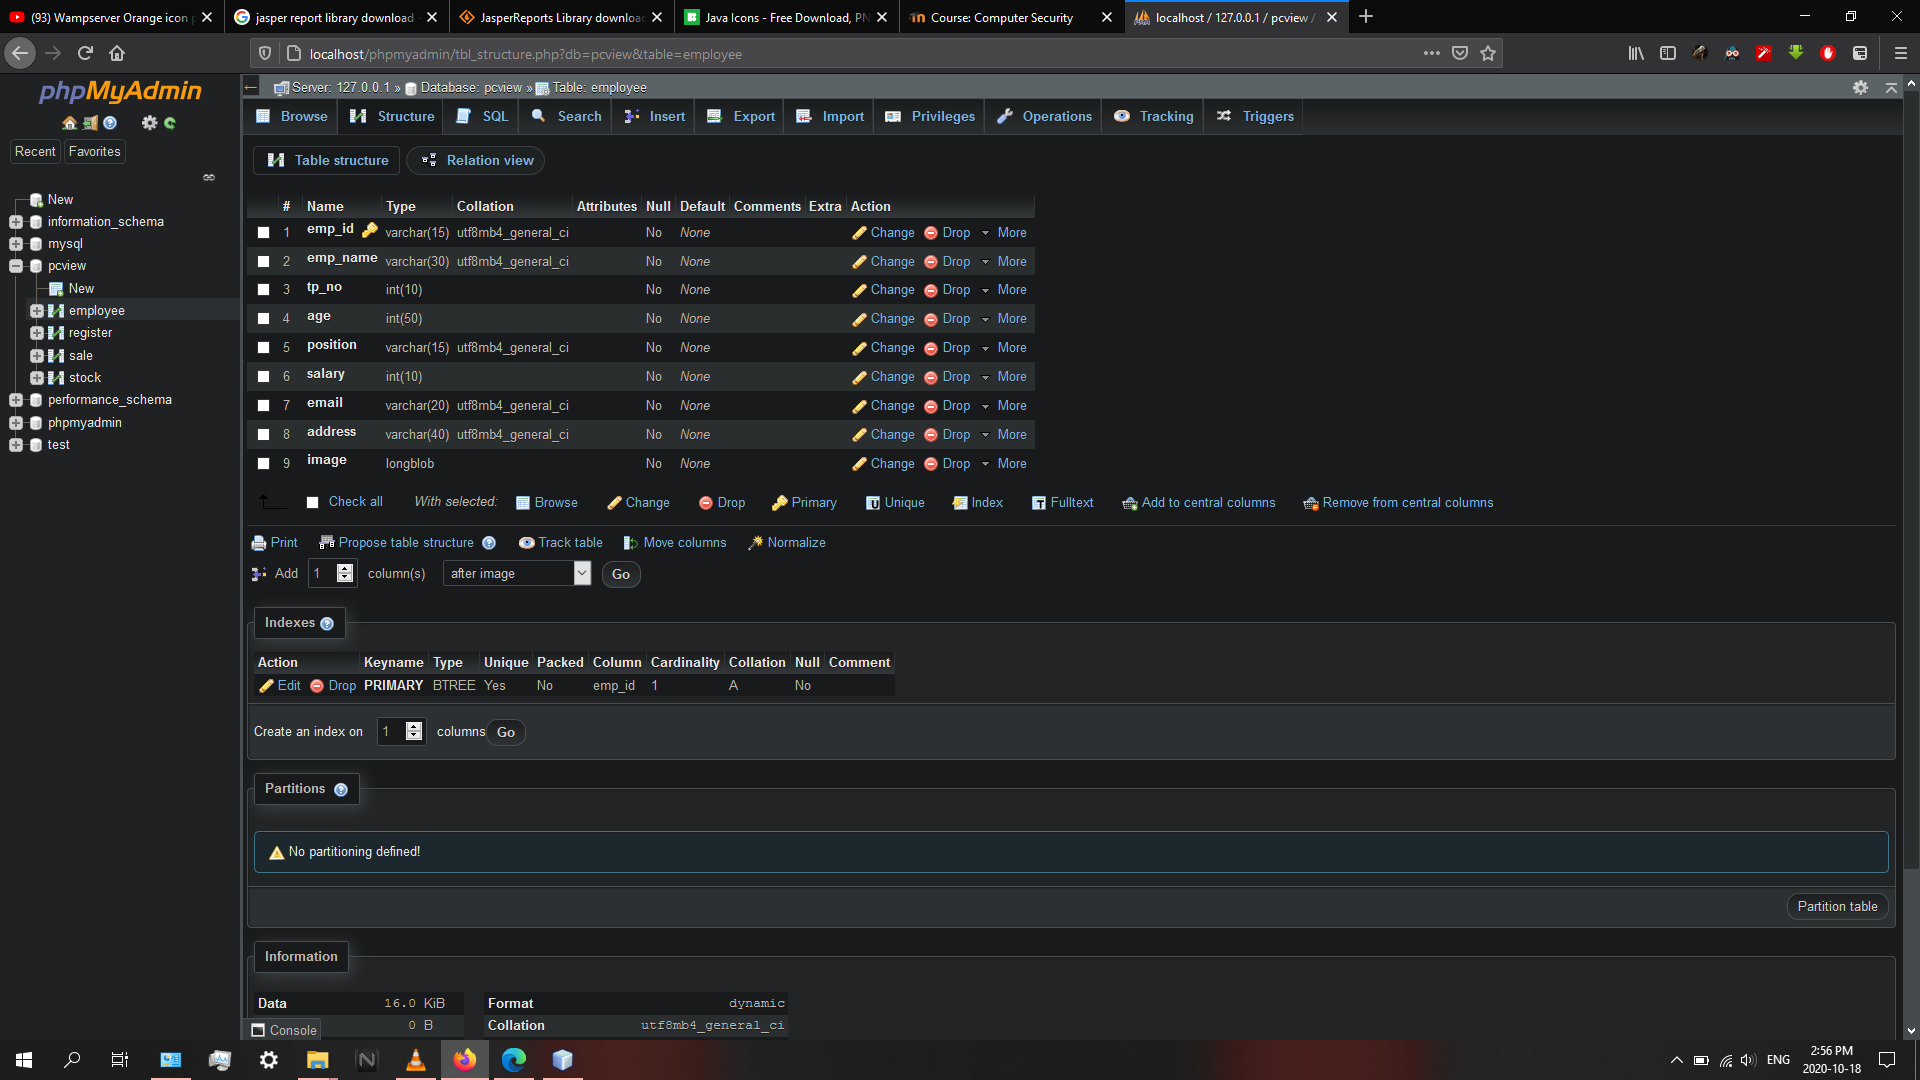 (93) Wampserver Orange icon p
jasper report library download -
JasperReports Library download
Java Icons - Free Download, PN
Course: Computer Security
localhost / 127.0.0.1 / pcview /
localhost/phpmyadmin/tbl_structure.php?db=pcview&table=employee
phpMyAdmin
Recent Favorites
New
information_schema
mysql
pcview
New
employee
register
sale
stock
performance_schema
phpmyadmin
test
Server: 127.0.0.1 » Database: pcview » Table: employee
Browse Structure SQL Search Insert Export Import Privileges Operations Tracking Triggers
Table structure Relation view
# Name Type Collation Attributes Null Default Comments Extra Action
1 emp_id varchar(15) utf8mb4_general_ci No None Change Drop More
2 emp_name varchar(30) utf8mb4_general_ci No None Change Drop More
3 tp_no int(10) No None Change Drop More
4 age int(50) No None Change Drop More
5 position varchar(15) utf8mb4_general_ci No None Change Drop More
6 salary int(10) No None Change Drop More
7 email varchar(20) utf8mb4_general_ci No None Change Drop More
8 address varchar(40) utf8mb4_general_ci No None Change Drop More
9 image longblob No None Change Drop More
Check all With selected: Browse Change Drop Primary Unique Index Fulltext Add to central columns Remove from central columns
Print Propose table structure Track table Move columns Normalize
Add 1 column(s) after image Go
Indexes
Action Keyname Type Unique Packed Column Cardinality Collation Null Comment
Edit Drop PRIMARY BTREE Yes No emp_id 1 A No
Create an index on 1 columns Go
Partitions
No partitioning defined!
Partition table
Information
Data 16.0 KiB
0 B
Format dynamic
Collation utf8mb4_general_ci
Console
ENG
2:56 PM
2020-10-18